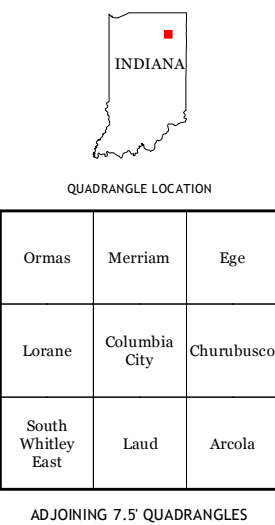 INDIANA
QUADRANGLE LOCATION
Ormas Merriam Ege
Lorane Columbia City Churubusco
South Whitley East Laud Arcola
ADJOINING 7.5' QUADRANGLES